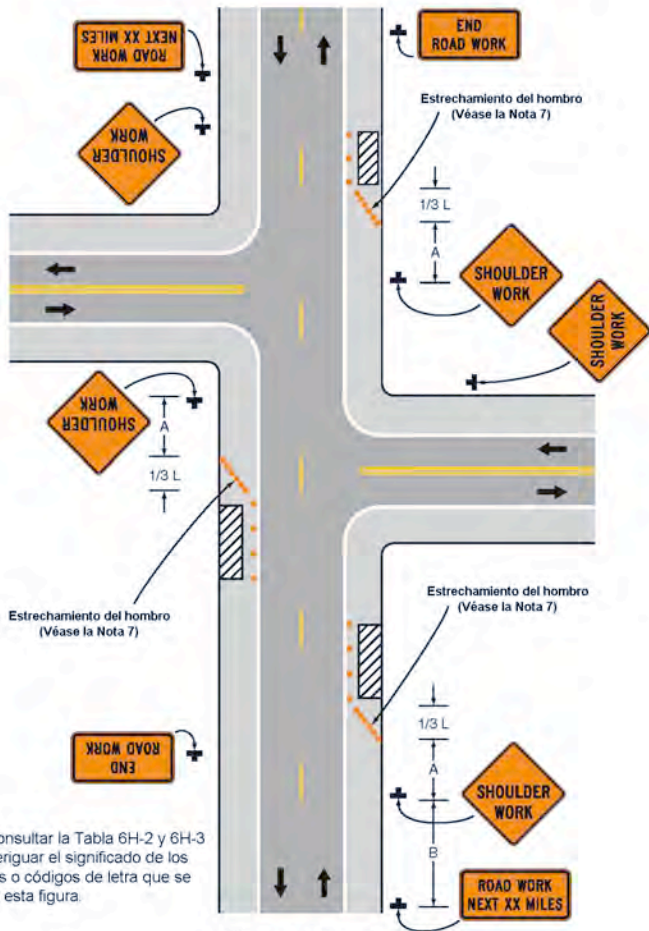 ROAD WORK
NEXT XX MILES
END
ROAD WORK
Estrechamiento del hombro
(Véase la Nota 7)
SHOULDER
WORK
1/3 L
A
SHOULDER
WORK
SHOULDER
WORK
SHOULDER
WORK
A
1/3 L
Estrechamiento del hombro
(Véase la Nota 7)
Estrechamiento del hombro
(Véase la Nota 7)
1/3 L
END
ROAD WORK
A
SHOULDER
WORK
B
onsultar la Tabla 6H-2 y 6H-3
eriguar el significado de los
s o códigos de letra que se
esta figura.
ROAD WORK
NEXT XX MILES